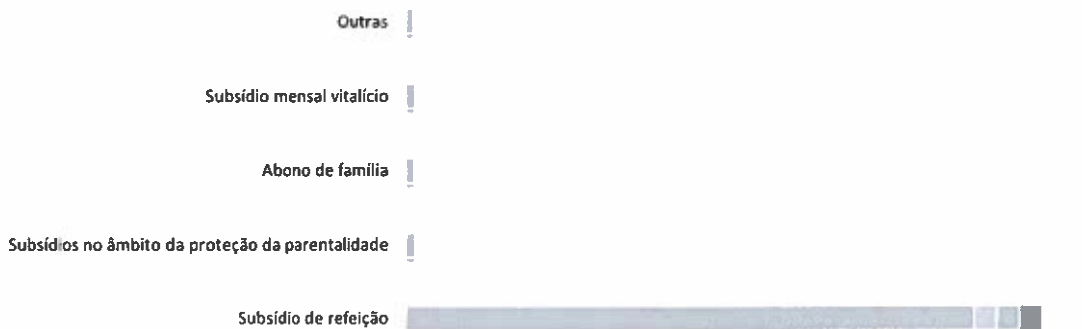 Outras
Subsídio mensal vitalício
Abono de família
Subsídios no âmbito da proteção da parentalidade
Subsídio de refeição